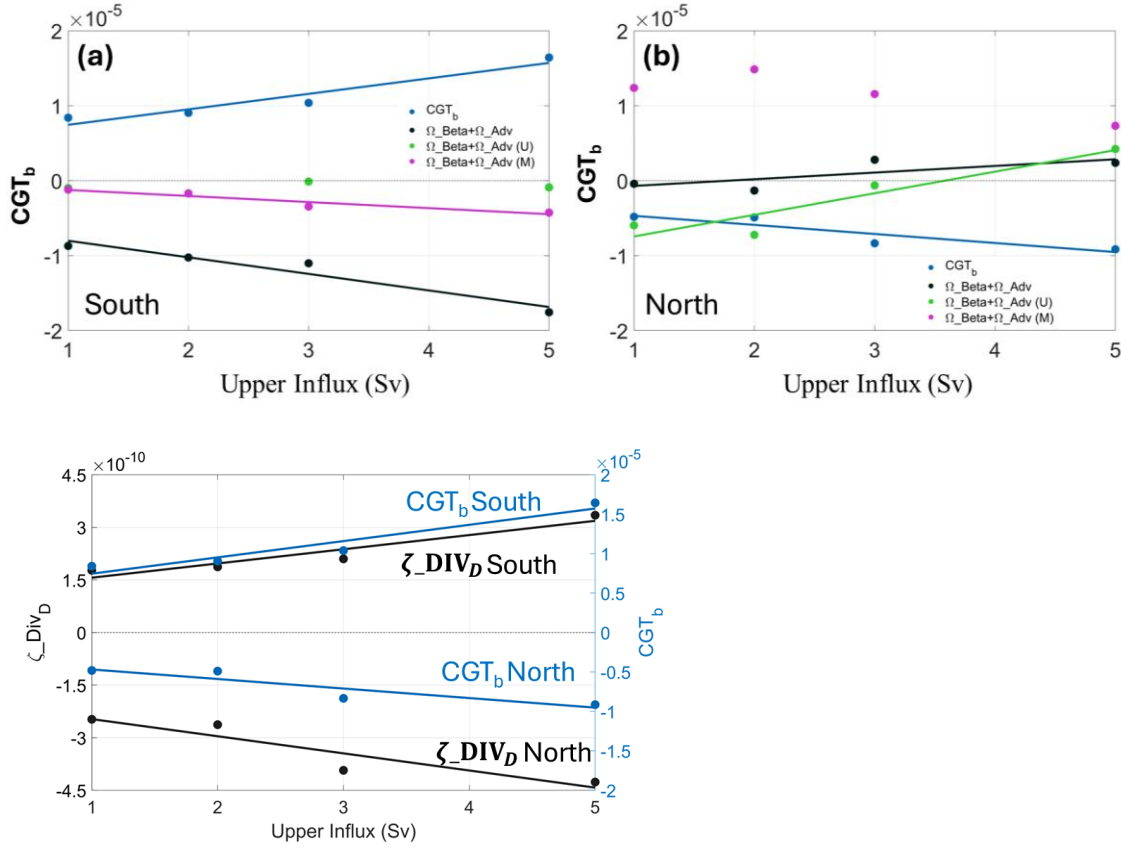 ×10⁻⁵
2
1
0
-1
-2
CGT_b
(a)
CGT_b
Ω_Beta+Ω_Adv
Ω_Beta+Ω_Adv (U)
Ω_Beta+Ω_Adv (M)
South
1 2 3 4 5
Upper Influx (Sv)
×10⁻⁵
2
1
0
-1
-2
CGT_b
(b)
CGT_b
Ω_Beta+Ω_Adv
Ω_Beta+Ω_Adv (U)
Ω_Beta+Ω_Adv (M)
North
1 2 3 4 5
Upper Influx (Sv)
×10⁻¹⁰
4.5
3
1.5
0
-1.5
-3
-4.5
ζ_Div_D
CGT_b South
ζ_DIV_D South
CGT_b North
ζ_DIV_D North
×10⁻⁵
2
1.5
1
0.5
0
-0.5
-1
-1.5
-2
CGT_b
1 2 3 4 5
Upper Influx (Sv)